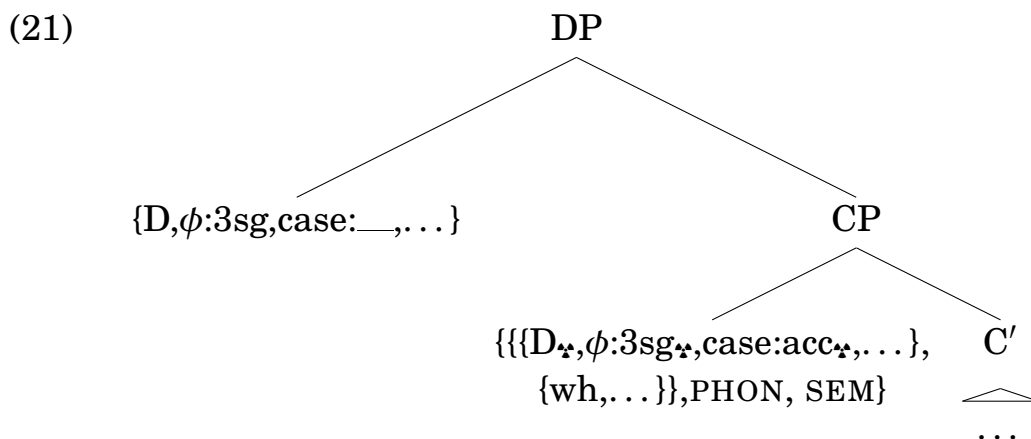 (21) DP
{D,ϕ:3sg,case:__,...} CP
{{{D☢,ϕ:3sg☢,case:acc☢,...}, C′
{wh,...}},PHON, SEM}
...